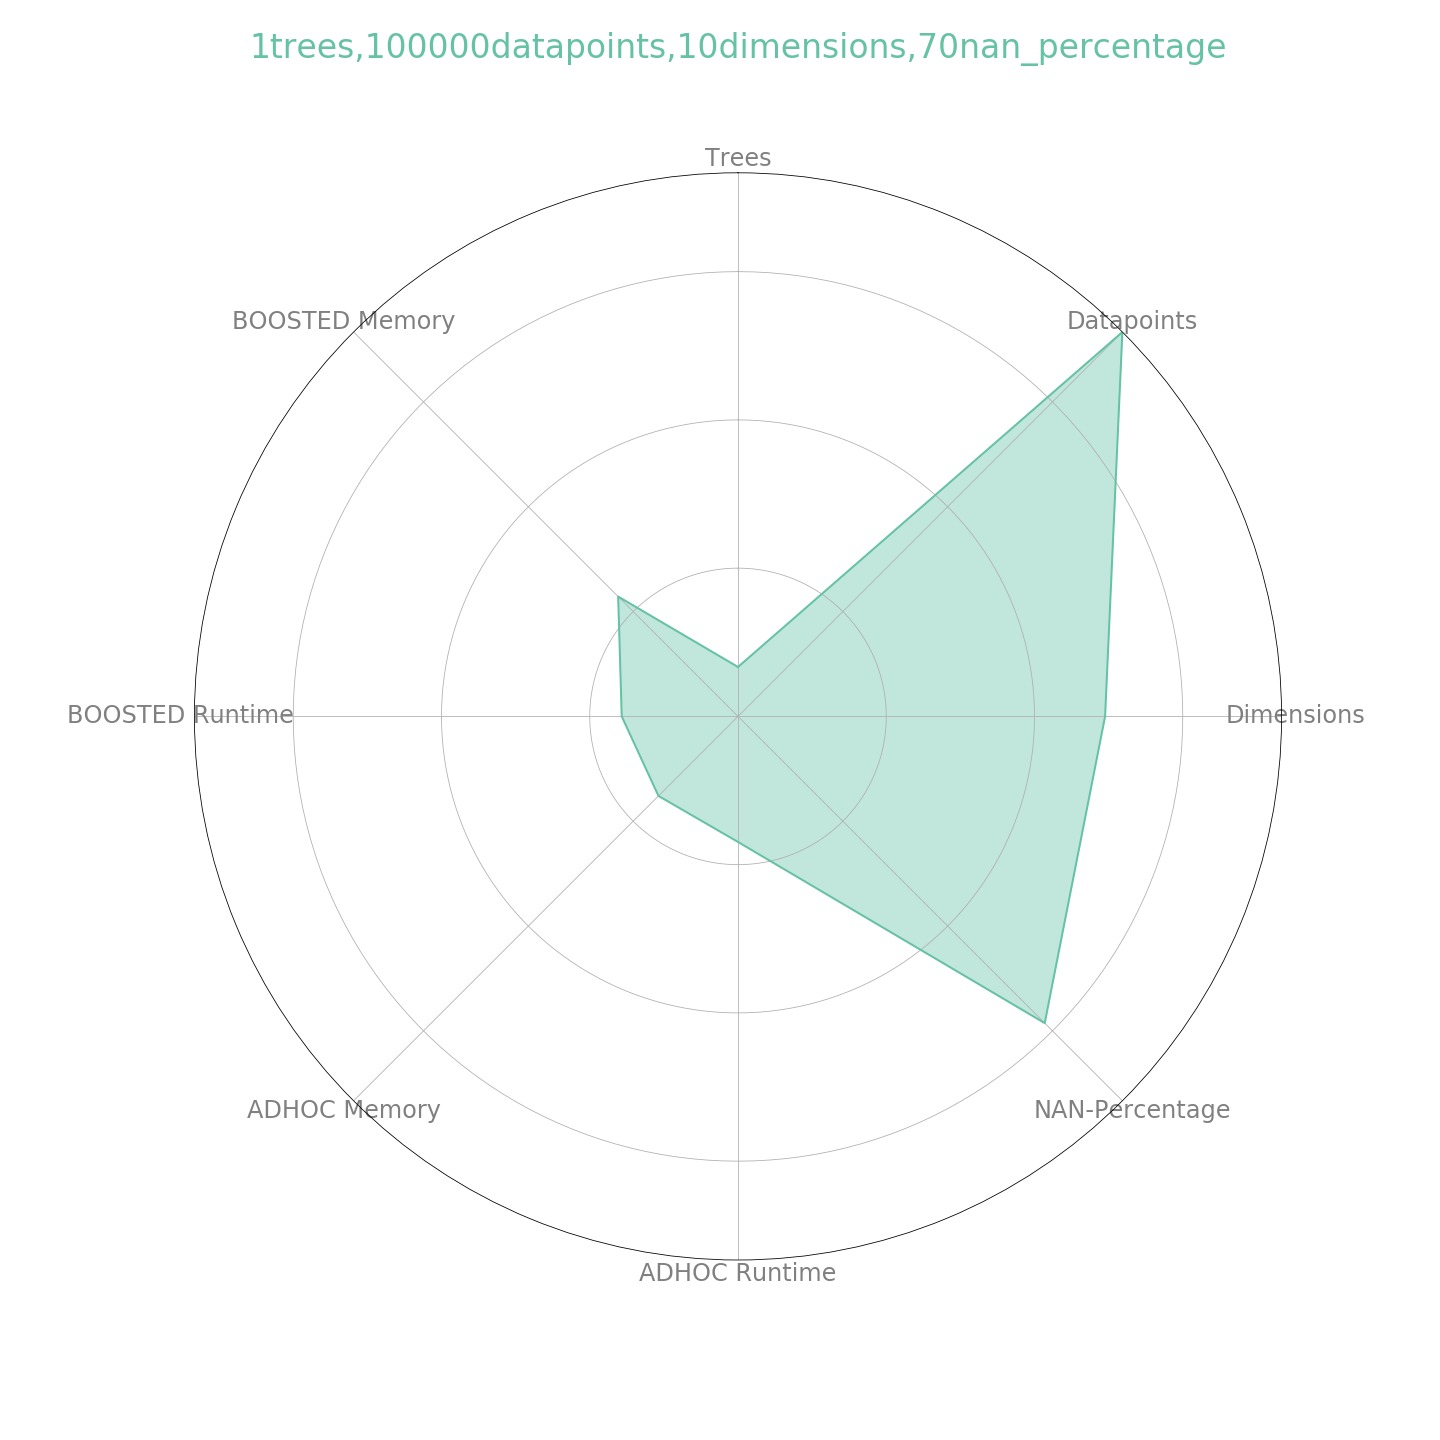 1trees,100000datapoints,10dimensions,70nan_percentage
Trees
BOOSTED Memory
Datapoints
BOOSTED Runtime
Dimensions
ADHOC Memory
NAN-Percentage
ADHOC Runtime